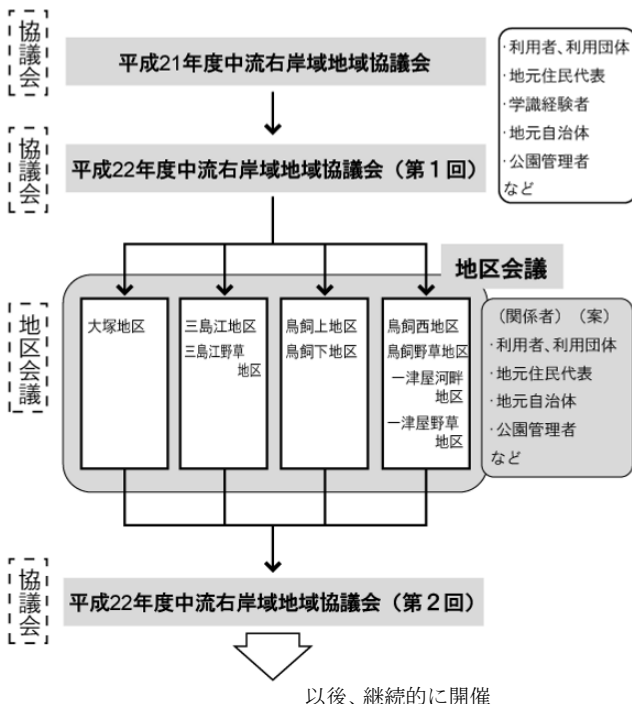 協議会
平成21年度中流右岸域地域協議会
・利用者、利用団体
・地元住民代表
・学識経験者
・地元自治体
・公園管理者
など
協議会
平成22年度中流右岸域地域協議会（第１回）
地区会議
地区会議
大塚地区
三島江地区
三島江野草
地区
鳥飼上地区
鳥飼下地区
鳥飼西地区
鳥飼野草地区
一津屋河畔
地区
一津屋野草
地区
（関係者）（案）
・利用者、利用団体
・地元住民代表
・地元自治体
・公園管理者
など
協議会
平成22年度中流右岸域地域協議会（第２回）
以後、継続的に開催